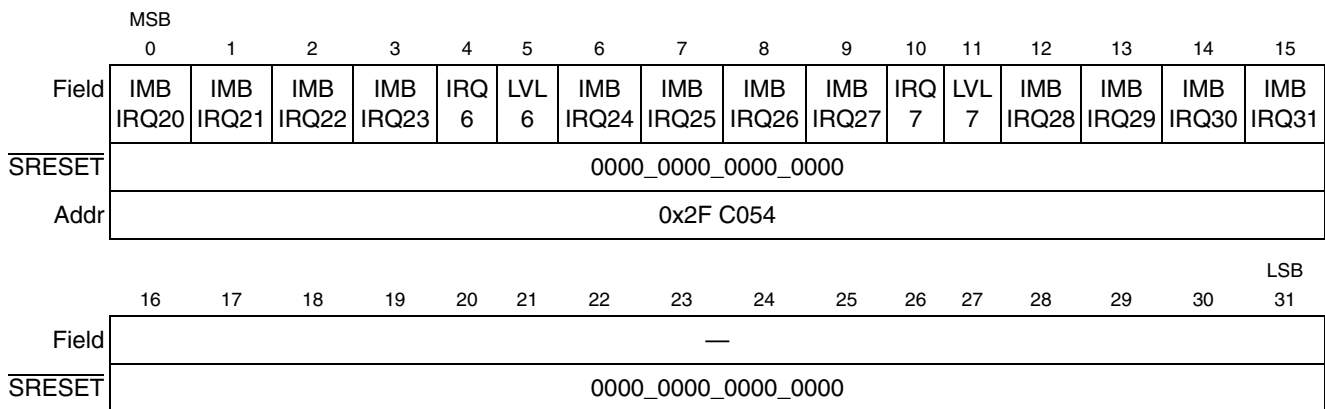 MSB
0 1 2 3 4 5 6 7 8 9 10 11 12 13 14 15
Field IMB IMB IMB IMB IRQ LVL IMB IMB IMB IMB IRQ LVL IMB IMB IMB IMB
IRQ20 IRQ21 IRQ22 IRQ23 6 6 IRQ24 IRQ25 IRQ26 IRQ27 7 7 IRQ28 IRQ29 IRQ30 IRQ31
SRESET 0000_0000_0000_0000
Addr 0x2F C054
LSB
16 17 18 19 20 21 22 23 24 25 26 27 28 29 30 31
Field —
SRESET 0000_0000_0000_0000